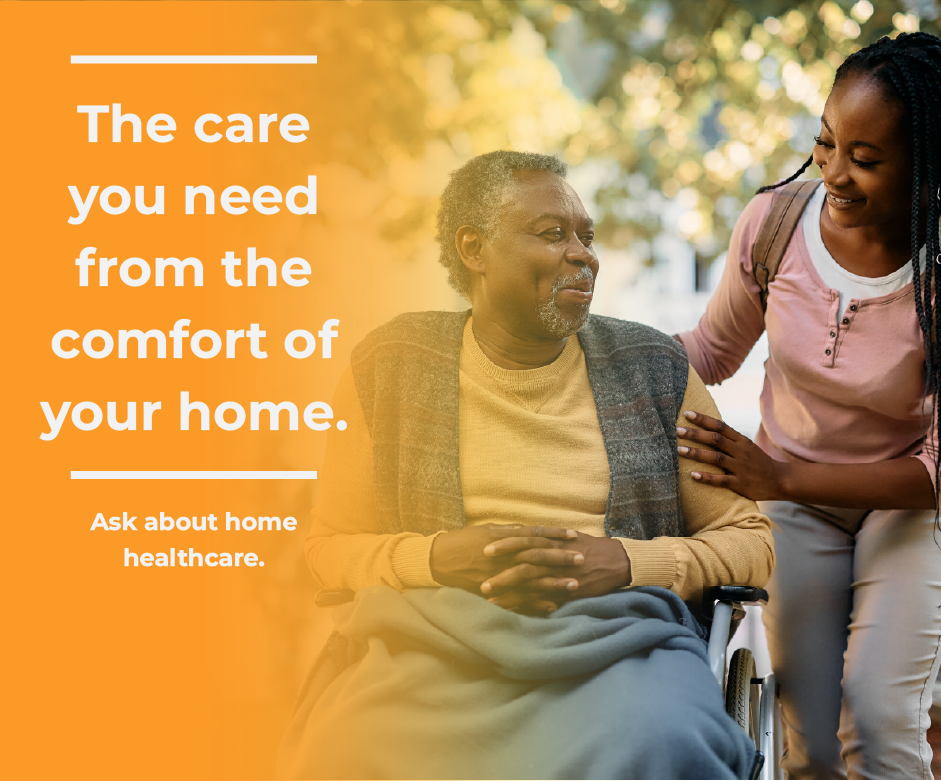 The care
you need
from the
comfort of
your home.
Ask about home
healthcare.